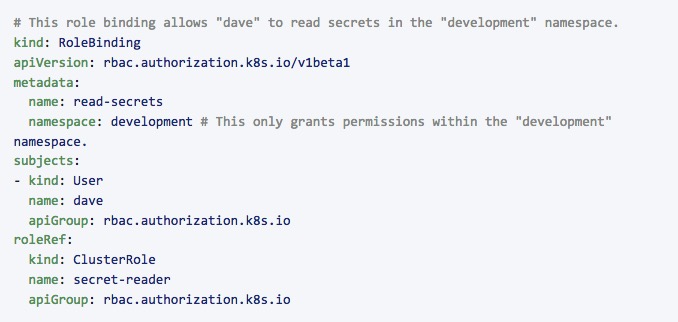 # This role binding allows "dave" to read secrets in the "development" namespace.
kind: RoleBinding
apiVersion: rbac.authorization.k8s.io/v1beta1
metadata:
  name: read-secrets
  namespace: development # This only grants permissions within the "development"
namespace.
subjects:
- kind: User
  name: dave
  apiGroup: rbac.authorization.k8s.io
roleRef:
  kind: ClusterRole
  name: secret-reader
  apiGroup: rbac.authorization.k8s.io